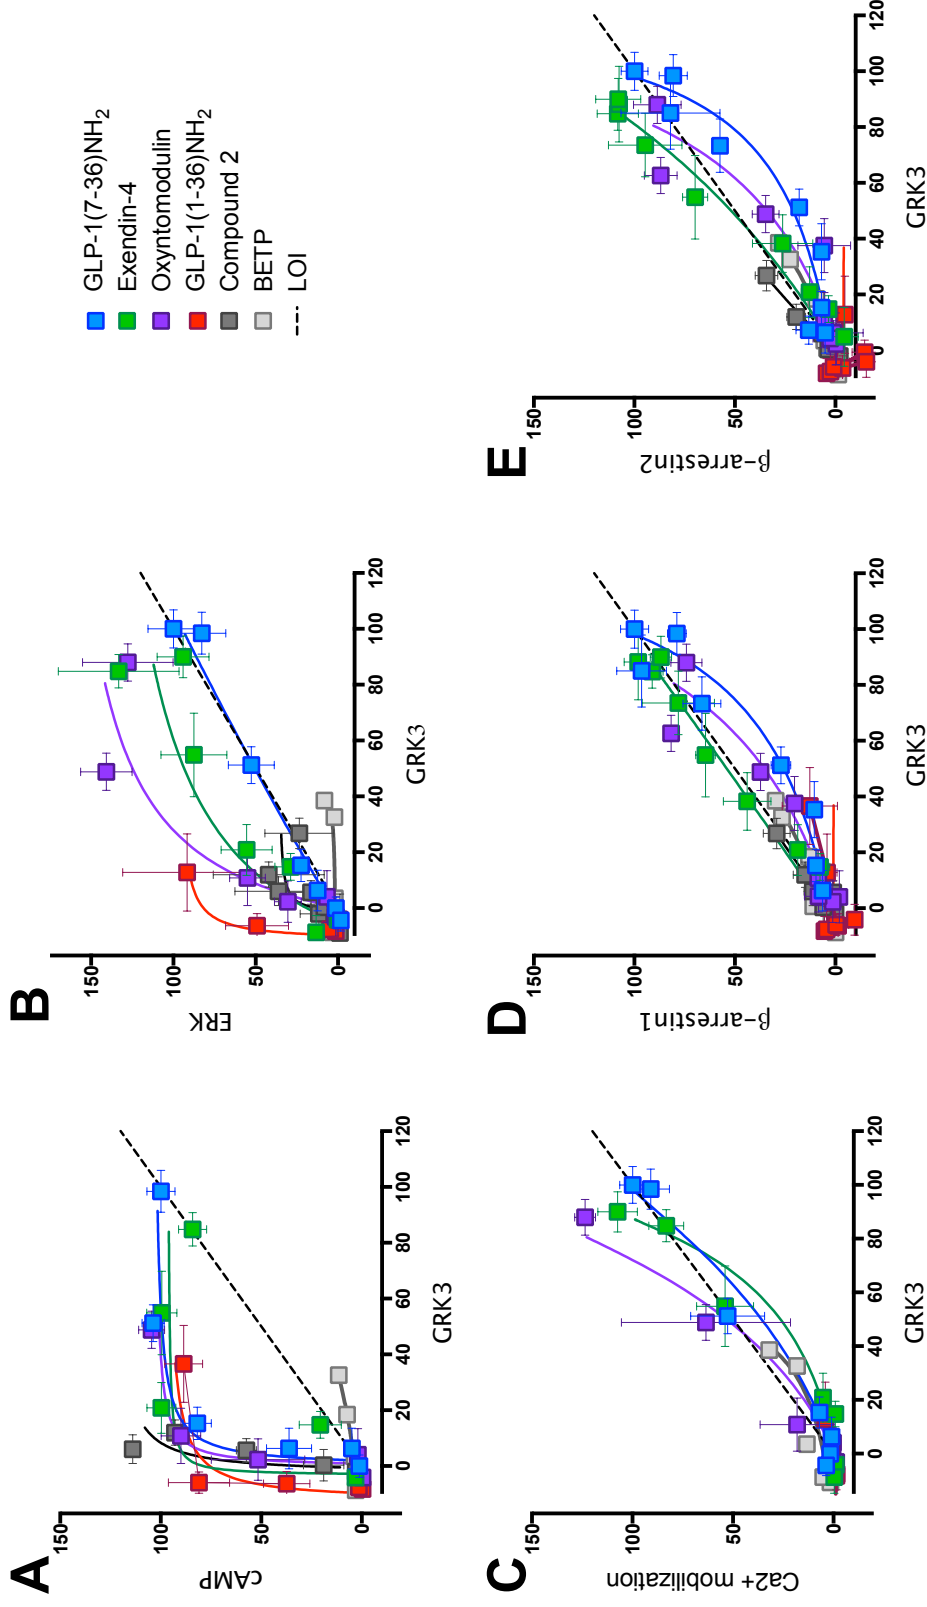 A
cAMP
150
100
50
0
0
20
40
60
80
100
120
GRK3
B
ERK
150
100
50
0
0
20
40
60
80
100
120
GRK3
GLP-1(7-36)NH2
Exendin-4
Oxyntomodulin
GLP-1(1-36)NH2
Compound 2
BETP
LOI
C
Ca2+ mobilization
150
100
50
0
0
20
40
60
80
100
120
GRK3
D
β-arrestin1
150
100
50
0
0
20
40
60
80
100
120
GRK3
E
β-arrestin2
150
100
50
0
0
20
40
60
80
100
120
GRK3